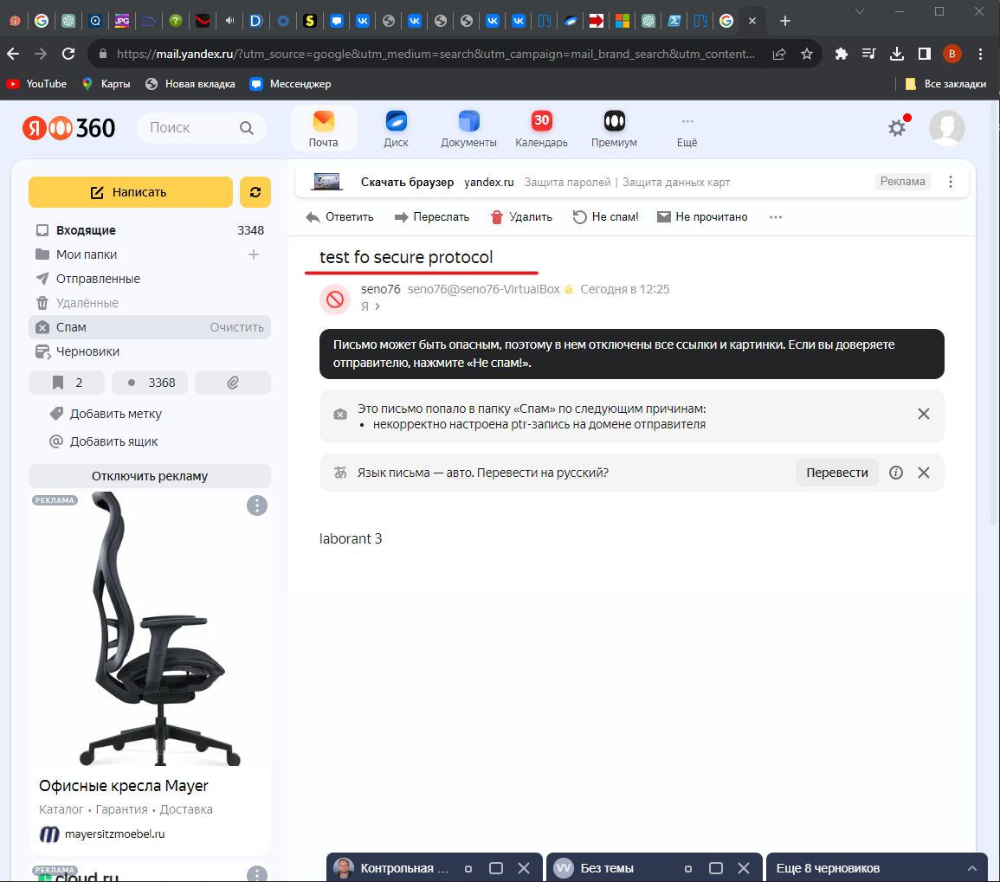 JPG
https://mail.yandex.ru/?utm_source=google&utm_medium=search&utm_campaign=mail_brand_search&utm_content...
B
YouTube
Карты
Новая вкладка
Мессенджер
Все закладки
Я 360
Поиск
Почта
Диск
30
Календарь
Документы
Премиум
Ещё
Написать
Входящие 3348
Мои папки
Отправленные
Удалённые
Спам Очистить
Черновики
2
3368
Добавить метку
Добавить ящик
Отключить рекламу
РЕКЛАМА
Офисные кресла Mayer
Каталог • Гарантия • Доставка
mayersitzmoebel.ru
РЕКЛАМА
cloud.ru
Скачать браузер yandex.ru Защита паролей | Защита данных карт Реклама
Ответить Переслать Удалить Не спам! Не прочитано
test fo secure protocol
seno76 seno76@seno76-VirtualBox Сегодня в 12:25
Я
Письмо может быть опасным, поэтому в нем отключены все ссылки и картинки. Если вы доверяете
отправителю, нажмите «Не спам!».
Это письмо попало в папку «Спам» по следующим причинам:
• некорректно настроена ptr-запись на домене отправителя
Язык письма — авто. Перевести на русский? Перевести
laborant 3
Контрольная ...
VV Без темы
Еще 8 черновиков